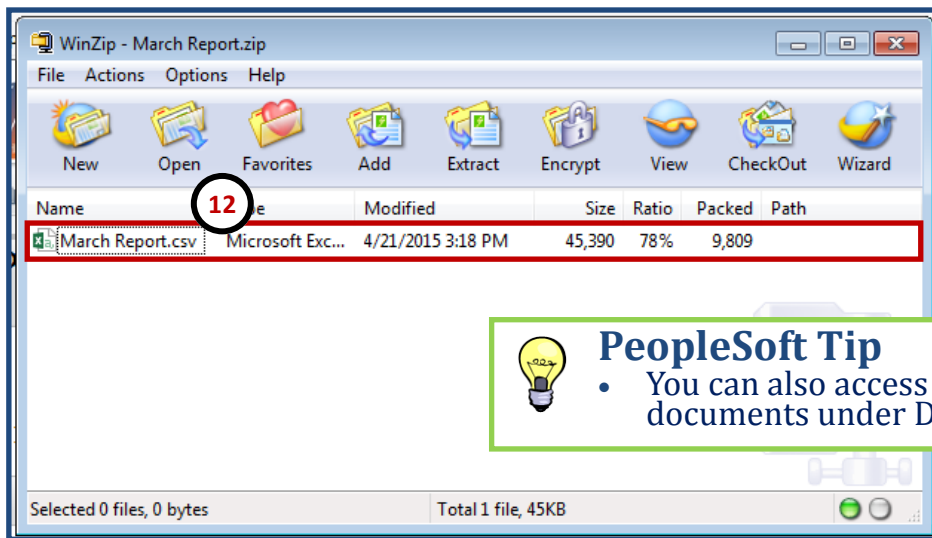 WinZip - March Report.zip
File Actions Options Help
New Open Favorites Add Extract Encrypt View CheckOut Wizard
12
Name Modified Size Ratio Packed Path
March Report.csv Microsoft Exc... 4/21/2015 3:18 PM 45,390 78% 9,809
PeopleSoft Tip
• You can also access
documents under D
Selected 0 files, 0 bytes Total 1 file, 45KB